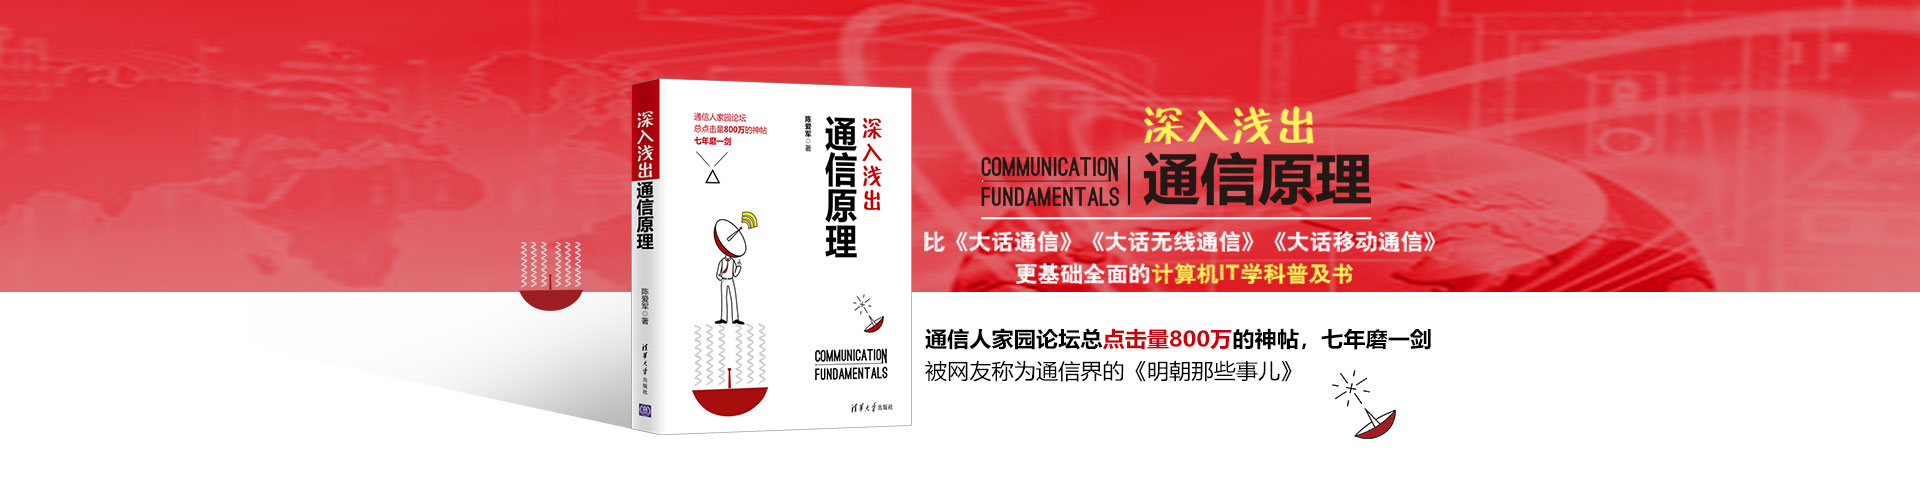 深入浅出通信原理
陈爱军◎著
清华大学出版社
通信人家园论坛
总点击量800万的神帖
七年磨一剑
深入浅出
通信原理
陈爱军◎著
COMMUNICATION
FUNDAMENTALS
清华大学出版社
深入浅出
COMMUNICATION
FUNDAMENTALS
通信原理
比《大话通信》《大话无线通信》《大话移动通信》
更基础全面的计算机IT学科普及书
通信人家园论坛总点击量800万的神帖，七年磨一剑
被网友称为通信界的《明朝那些事儿》